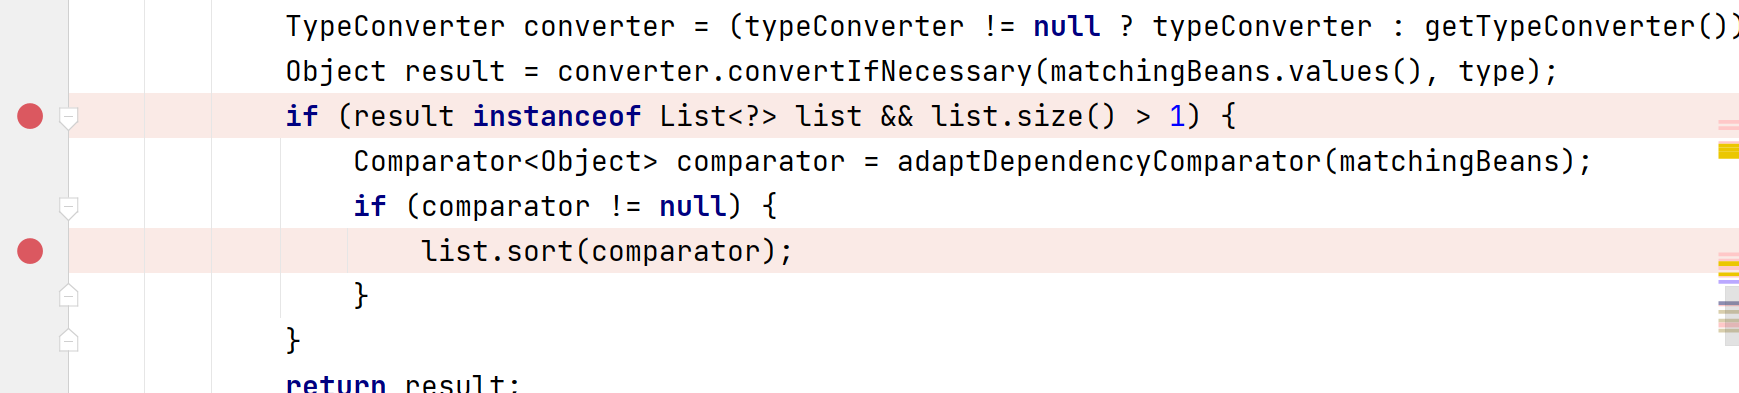 TypeConverter converter = (typeConverter != null ? typeConverter : getTypeConverter())
Object result = converter.convertIfNecessary(matchingBeans.values(), type);
if (result instanceof List<?> list && list.size() > 1) {
Comparator<Object> comparator = adaptDependencyComparator(matchingBeans);
if (comparator != null) {
list.sort(comparator);
}
}
return result;